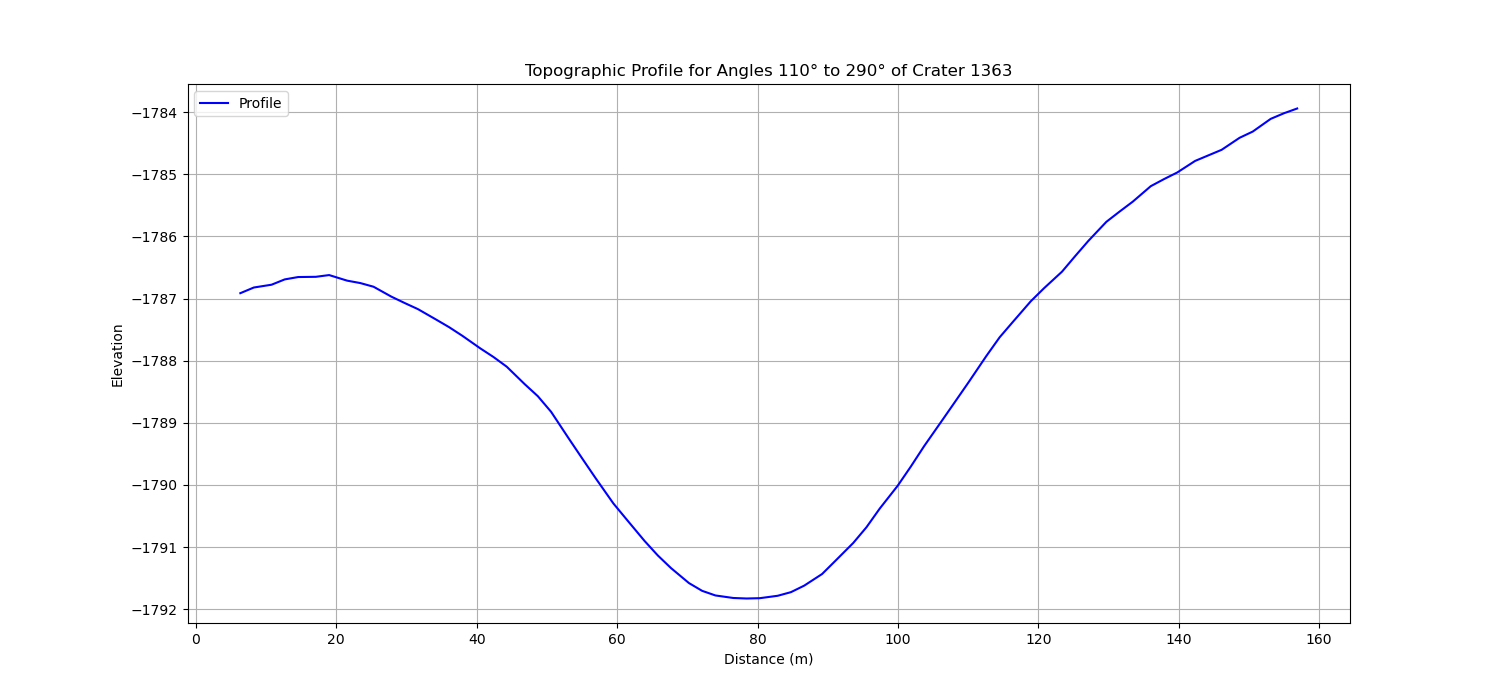 Topographic Profile for Angles 110° to 290° of Crater 1363
Profile
−1784
−1785
−1786
−1787
−1788
−1789
−1790
−1791
−1792
Elevation
0 20 40 60 80 100 120 140 160
Distance (m)